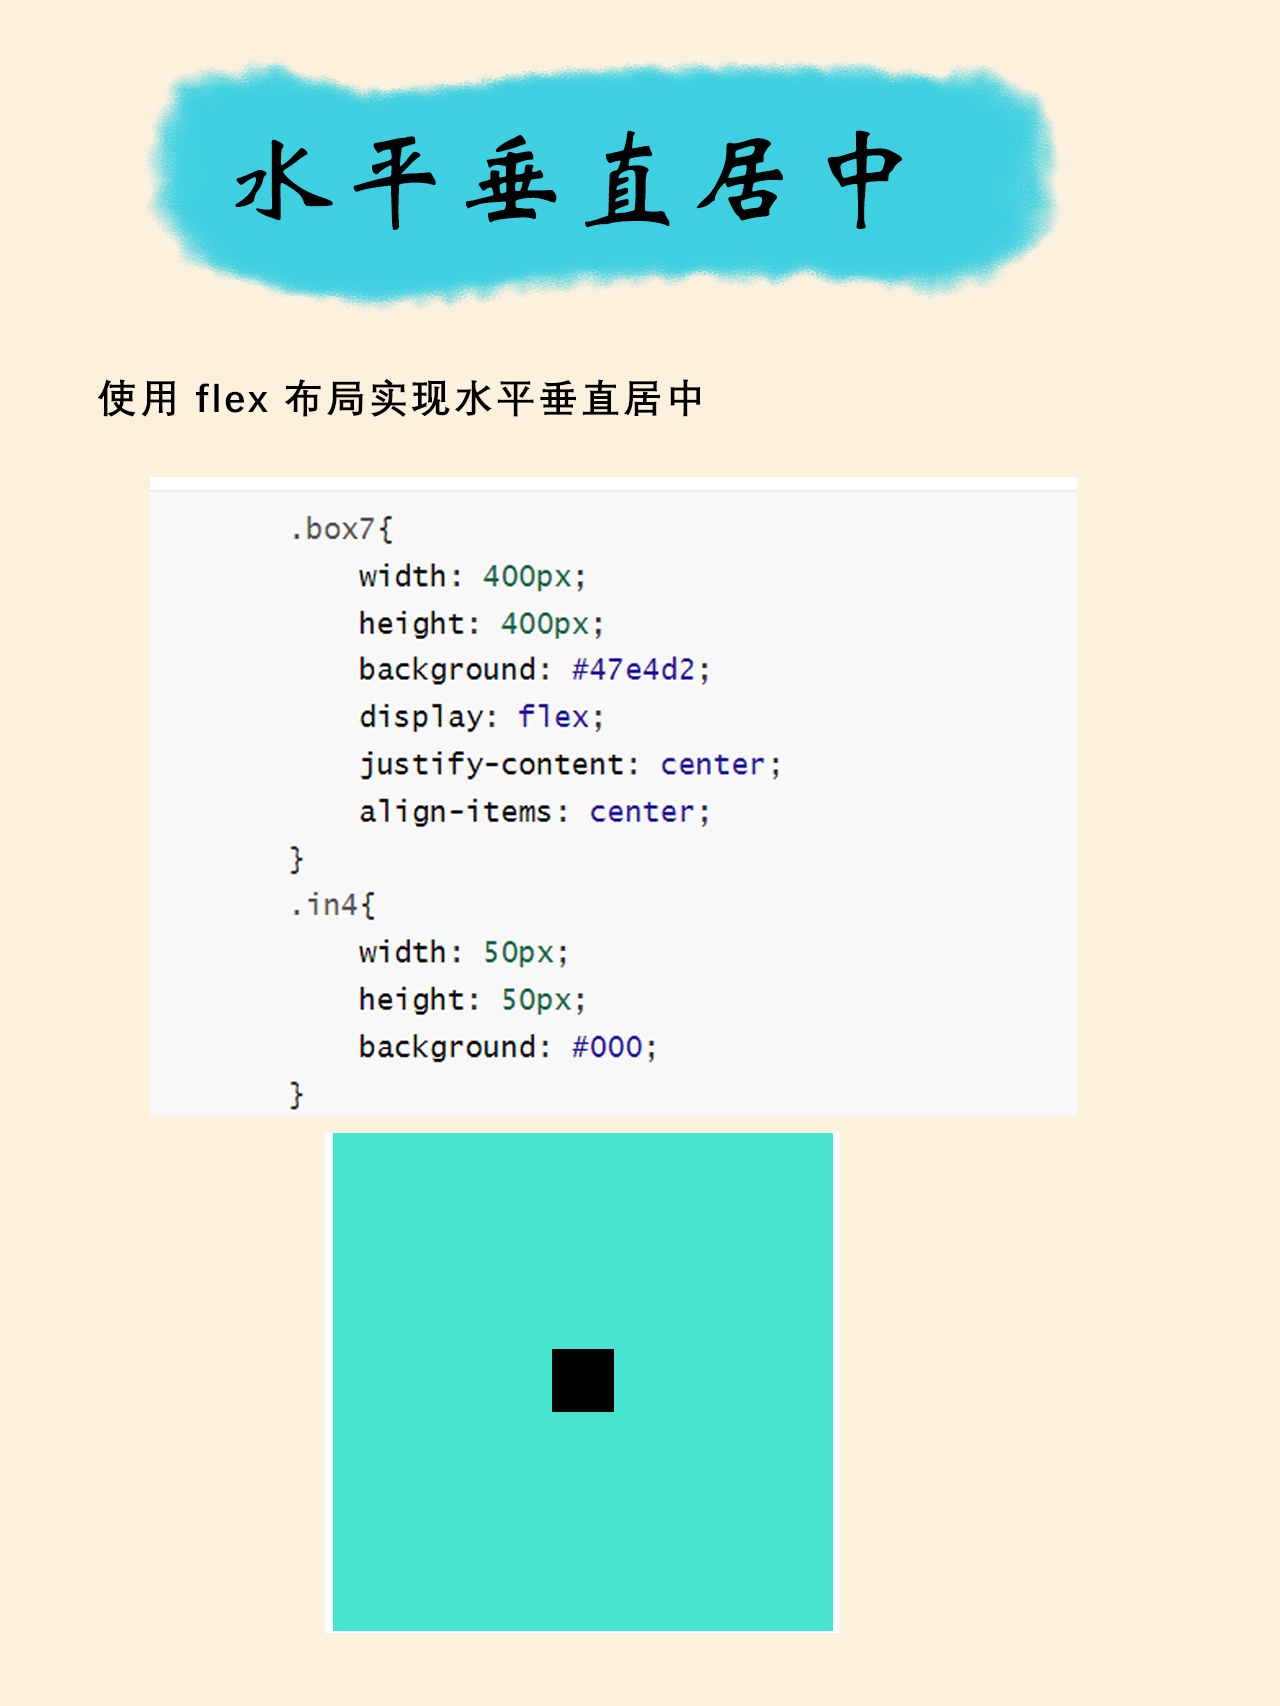 水平垂直居中
使用 flex 布局实现水平垂直居中
.box7{
    width: 400px;
    height: 400px;
    background: #47e4d2;
    display: flex;
    justify-content: center;
    align-items: center;
}
.in4{
    width: 50px;
    height: 50px;
    background: #000;
}